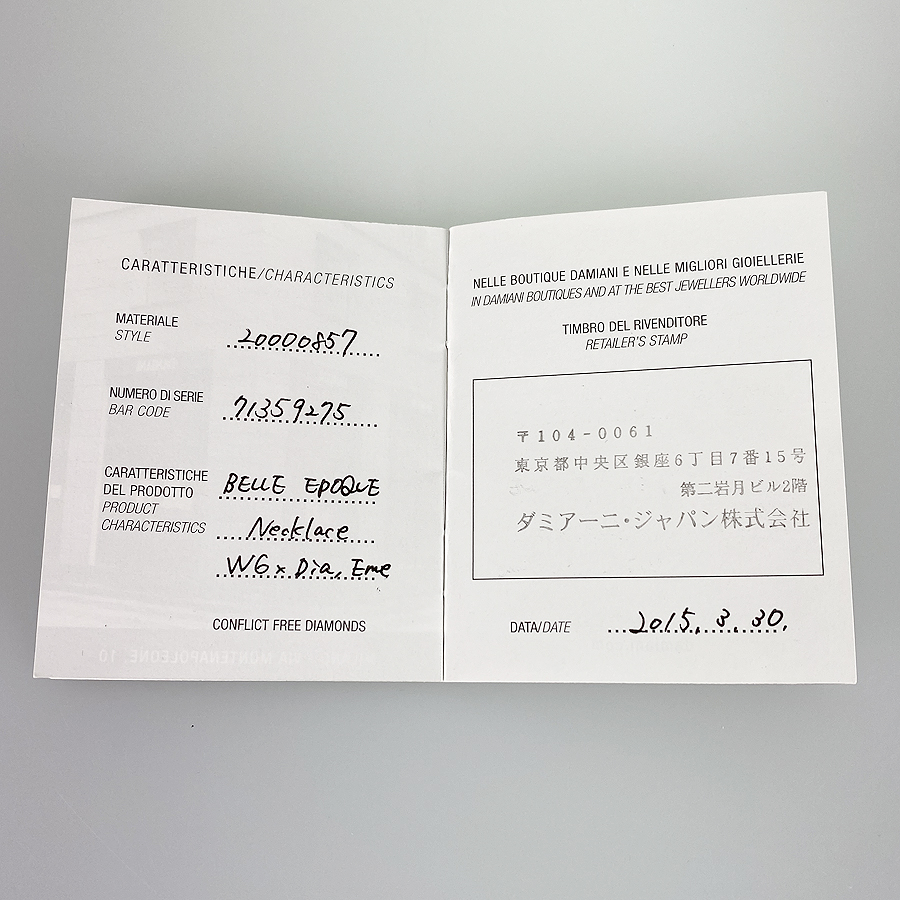 CARATTERISTICHE/CHARACTERISTICS
MATERIALE
STYLE
20000857
NUMERO DI SERIE
BAR CODE
71359275
CARATTERISTICHE
DEL PRODOTTO
PRODUCT
CHARACTERISTICS
BELLE EPOQUE
Necklace
WG x Dia, Eme
CONFLICT FREE DIAMONDS
NELLE BOUTIQUE DAMIANI E NELLE MIGLIORI GIOIELLERIE
IN DAMIANI BOUTIQUES AND AT THE BEST JEWELLERS WORLDWIDE
TIMBRO DEL RIVENDITORE
RETAILER'S STAMP
〒104-0061
東京都中央区銀座6丁目7番15号
第二岩月ビル2階
ダミアーニ・ジャパン株式会社
DATA/DATE
2015. 3. 30.